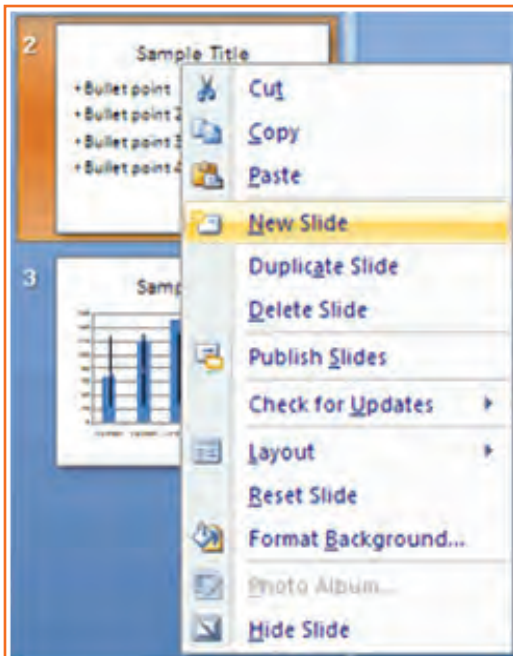 2
Sample Title
•Bullet point
•Bullet point 2
•Bullet point 3
•Bullet point 4
Cut
Copy
Paste
New Slide
Duplicate Slide
Delete Slide
3
Samp
Publish Slides
Check for Updates
Layout
Reset Slide
Format Background...
Photo Album...
Hide Slide